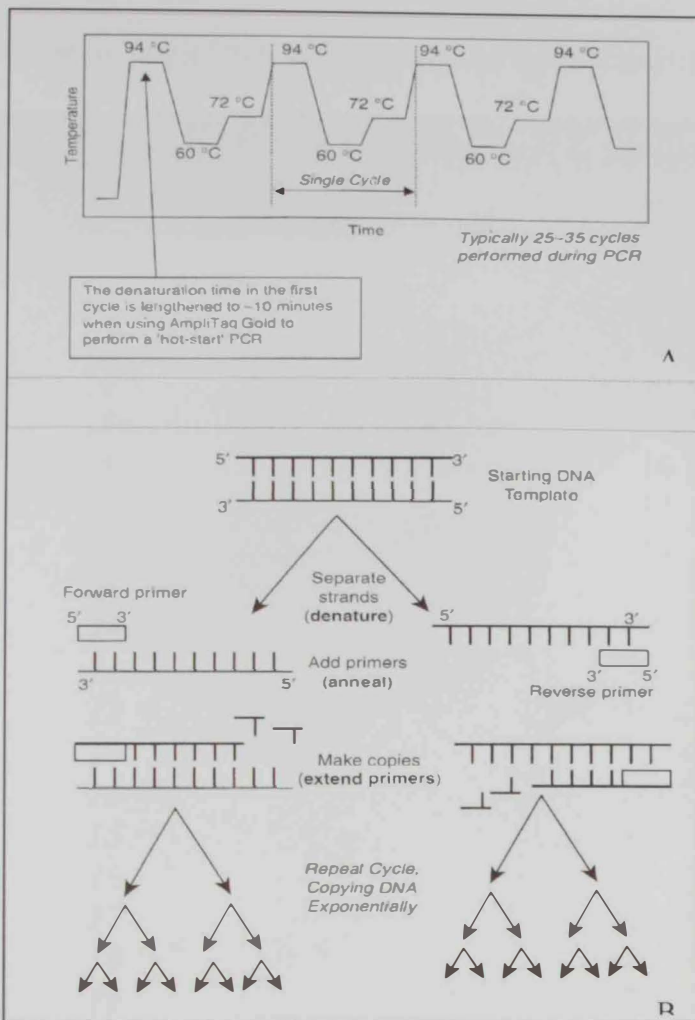 94 °C
94 °C
94 °C
94 °C
72 °C
72 °C
72 °C
Temperature
60 °C
60 °C
60 °C
Single Cycle
Time
Typically 25–35 cycles
performed during PCR
The denaturation time in the first
cycle is lengthened to ~10 minutes
when using AmpliTaq Gold to
perform a 'hot-start' PCR
A
5′
3′
Starting DNA
Template
3′
5′
Separate
strands
(denature)
Forward primer
5′
3′
5′
3′
Add primers
(anneal)
3′
5′
3′
5′
Reverse primer
Make copies
(extend primers)
Repeat Cycle,
Copying DNA
Exponentially
B